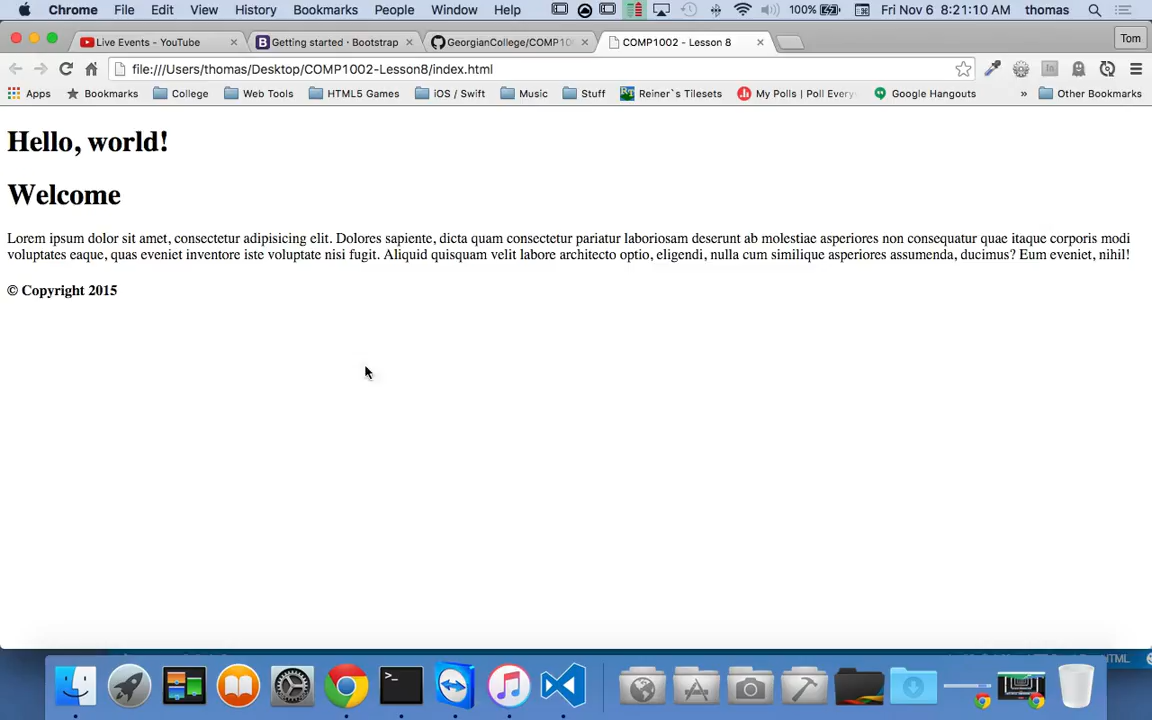 Chrome File Edit View History Bookmarks People Window Help 100% Fri Nov 6 8:21:10 AM thomas
Live Events - YouTube Getting started · Bootstrap GeorgianCollege/COMP10 COMP1002 - Lesson 8 Tom
file:///Users/thomas/Desktop/COMP1002-Lesson8/index.html
Apps Bookmarks College Web Tools HTML5 Games iOS / Swift Music Stuff Reiner`s Tilesets My Polls | Poll Every Google Hangouts » Other Bookmarks
Hello, world!
Welcome
Lorem ipsum dolor sit amet, consectetur adipisicing elit. Dolores sapiente, dicta quam consectetur pariatur laboriosam deserunt ab molestiae asperiores non consequatur quae itaque corporis modi
voluptates eaque, quas eveniet inventore iste voluptate nisi fugit. Aliquid quisquam velit labore architecto optio, eligendi, nulla cum similique asperiores assumenda, ducimus? Eum eveniet, nihil!
© Copyright 2015